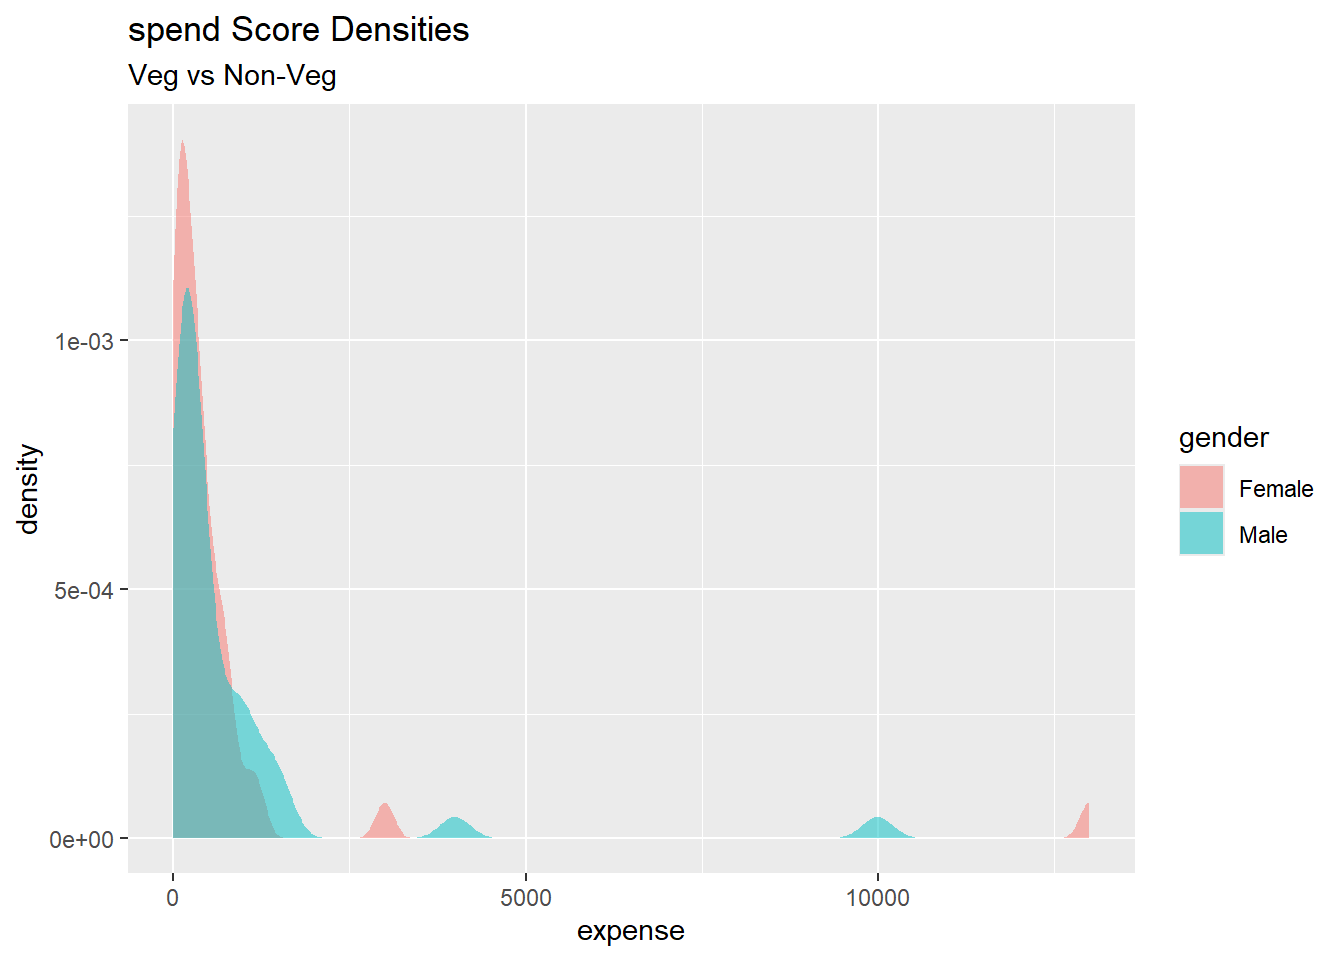 spend Score Densities
Veg vs Non-Veg
density
1e-03
5e-04
0e+00
0
5000
10000
expense
gender
Female
Male